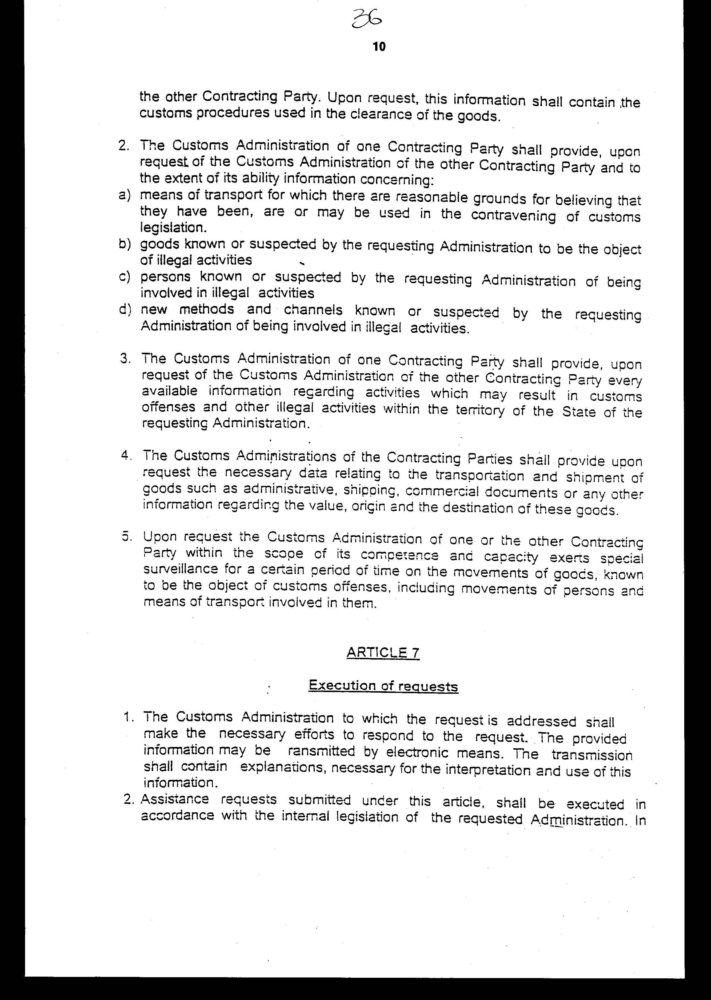 36
10
the other Contracting Party. Upon request, this information shall contain the
customs procedures used in the clearance of the goods.
2. The Customs Administration of one Contracting Party shall provide, upon
request of the Customs Administration of the other Contracting Party and to
the extent of its ability information concerning:
a) means of transport for which there are reasonable grounds for believing that
they have been, are or may be used in the contravening of customs
legislation.
b) goods known or suspected by the requesting Administration to be the object
of illegal activities
c) persons known or suspected by the requesting Administration of being
involved in illegal activities
d) new methods and channels known or suspected by the requesting
Administration of being involved in illegal activities.
3. The Customs Administration of one Contracting Party shall provide, upon
request of the Customs Administration of the other Contracting Party every
available information regarding activities which may result in customs
offenses and other illegal activities within the territory of the State of the
requesting Administration.
4. The Customs Administrations of the Contracting Parties shall provide upon
request the necessary data relating to the transportation and shipment of
goods such as administrative, shipping, commercial documents or any other
information regarding the value, origin and the destination of these goods.
5. Upon request the Customs Administration of one or the other Contracting
Party within the scope of its competence and capacity exerts special
surveillance for a certain period of time on the movements of goods, known
to be the object of customs offenses, including movements of persons and
means of transport involved in them.
ARTICLE 7
Execution of requests
1. The Customs Administration to which the request is addressed shall
make the necessary efforts to respond to the request. The provided
information may be ransmitted by electronic means. The transmission
shall contain explanations, necessary for the interpretation and use of this
information.
2. Assistance requests submitted under this article, shall be executed in
accordance with the internal legislation of the requested Administration. In